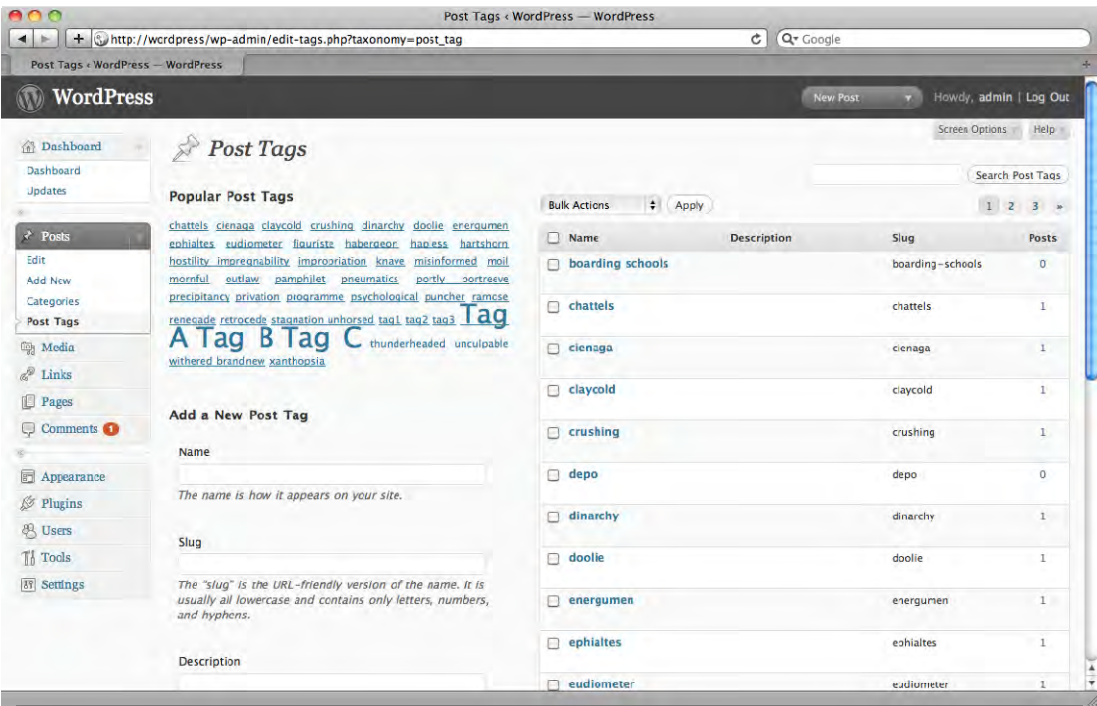 Post Tags ‹ WordPress — WordPress
http://wordpress/wp-admin/edit-tags.php?taxonomy=post_tag
Google
Post Tags ‹ WordPress — WordPress
WordPress
New Post
Howdy, admin | Log Out
Screen Options
Help
Dashboard
Dashboard
Updates
Posts
Edit
Add New
Categories
Post Tags
Media
Links
Pages
Comments 1
Appearance
Plugins
Users
Tools
Settings
Post Tags
Popular Post Tags
chattels cienaga claycold crushing dinarchy doolie energumen
ephialtes eudiometer figuriste habergeon hapless hartshorn
hostility impregnability impropriation knave misinformed moil
mornful outlaw pamphjlet pneumatics portly portreeve
precipitancy privation programme psychological puncher ramose
renegade retrocede stagnation unhorsed tag1 tag2 tag3 Tag
A Tag B Tag C thunderheaded unculpable
withered brandnew xanthopsia
Add a New Post Tag
Name
The name is how it appears on your site.
Slug
The “slug” is the URL-friendly version of the name. It is
usually all lowercase and contains only letters, numbers,
and hyphens.
Description
Search Post Tags
Bulk Actions Apply
1 2 3 »
Name Description Slug Posts
boarding schools boarding-schools 0
chattels chattels 1
cienaga cienaga 1
claycold claycold 1
crushing crushing 1
depo depo 0
dinarchy dinarchy 1
doolie doolie 1
energumen energumen 1
ephialtes ephialtes 1
eudiometer eudiometer 1